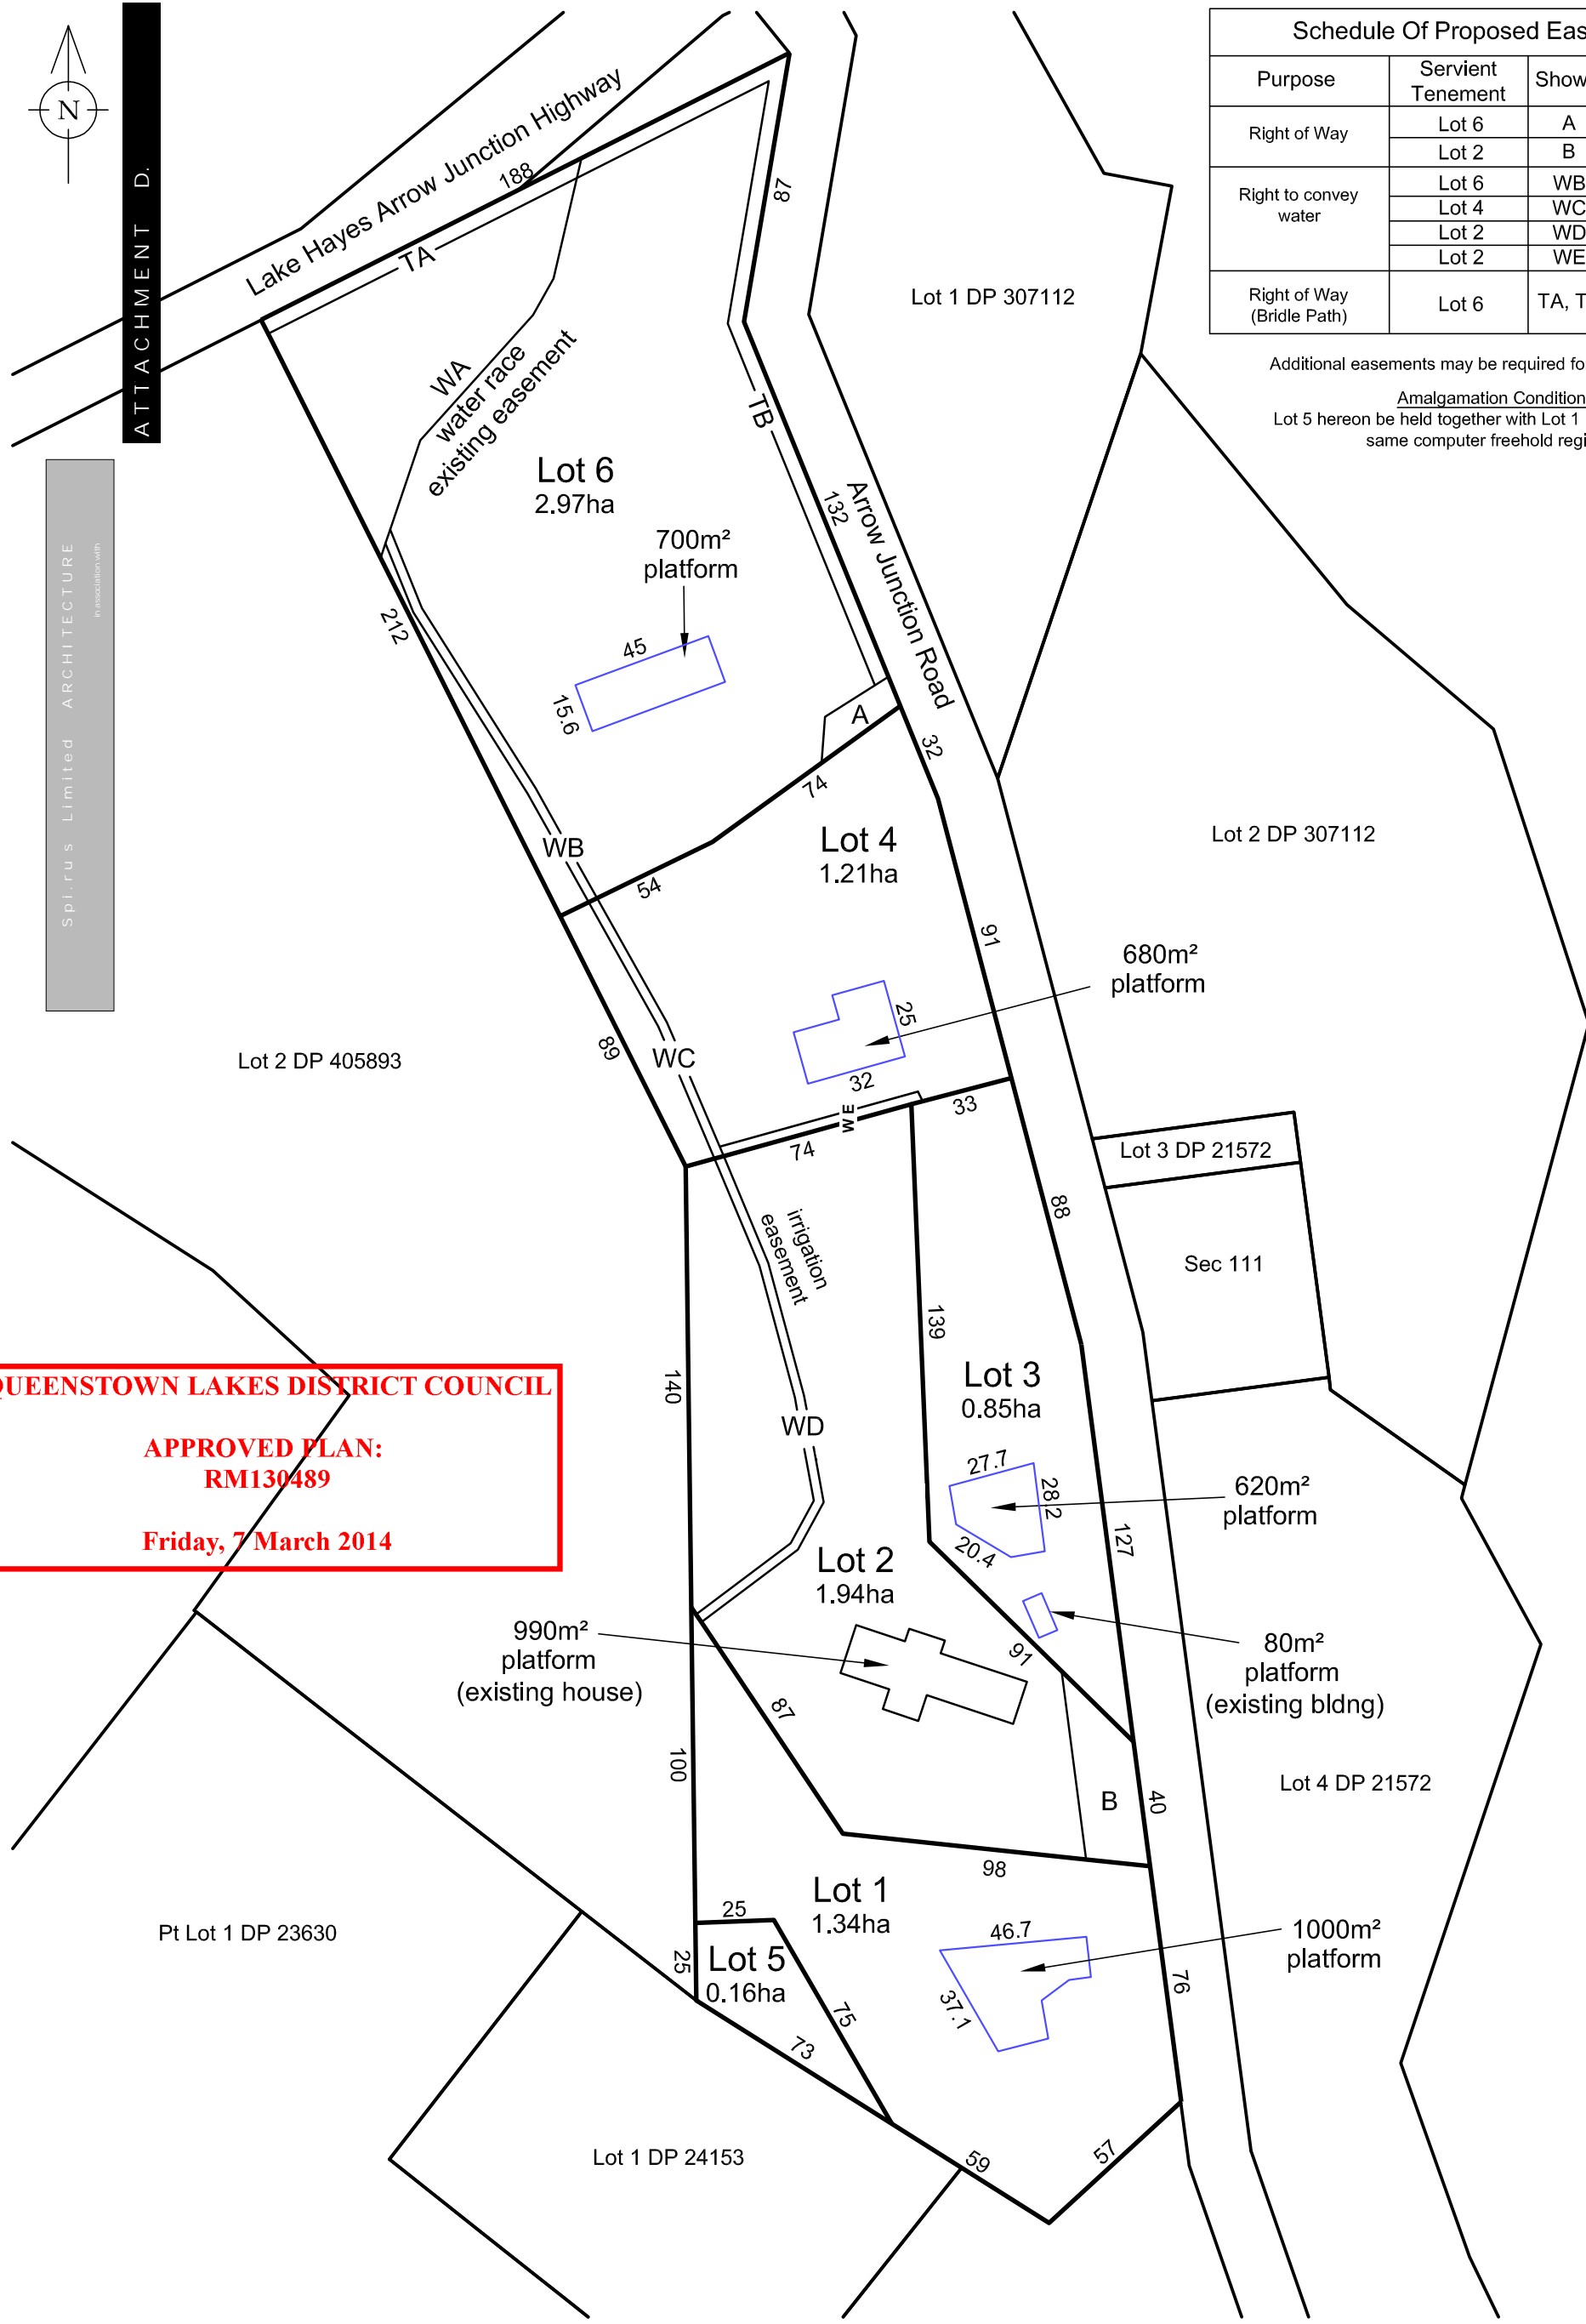 N
ATTACHMENT D.
Spi.rus Limited ARCHITECTURE
in association with
Schedule Of Proposed Eas
Purpose
Servient
Tenement
Show
Right of Way
Lot 6
A
Lot 2
B
Right to convey
water
Lot 6
WB
Lot 4
WC
Lot 2
WD
Lot 2
WE
Right of Way
(Bridle Path)
Lot 6
TA, T
Additional easements may be required fo
Amalgamation Condition
Lot 5 hereon be held together with Lot 1
same computer freehold regi
Lake Hayes Arrow Junction Highway
188
TA
87
Lot 1 DP 307112
WA
water race
existing easement
TB
Lot 6
2.97ha
132
Arrow Junction Road
700m²
platform
212
45
15.6
A
32
74
WB
Lot 4
1.21ha
Lot 2 DP 307112
54
91
680m²
platform
25
89
WC
Lot 2 DP 405893
32
WE
33
74
Lot 3 DP 21572
88
irrigation
easement
Sec 111
139
140
Lot 3
0.85ha
QUEENSTOWN LAKES DISTRICT COUNCIL
APPROVED PLAN:
RM130489
Friday, 7 March 2014
WD
27.7
28.2
620m²
platform
127
20.4
Lot 2
1.94ha
990m²
platform
(existing house)
91
80m²
platform
(existing bldng)
87
100
B
40
Lot 4 DP 21572
98
Lot 1
1.34ha
25
46.7
1000m²
platform
Pt Lot 1 DP 23630
25
Lot 5
0.16ha
76
37.1
75
73
Lot 1 DP 24153
59
57